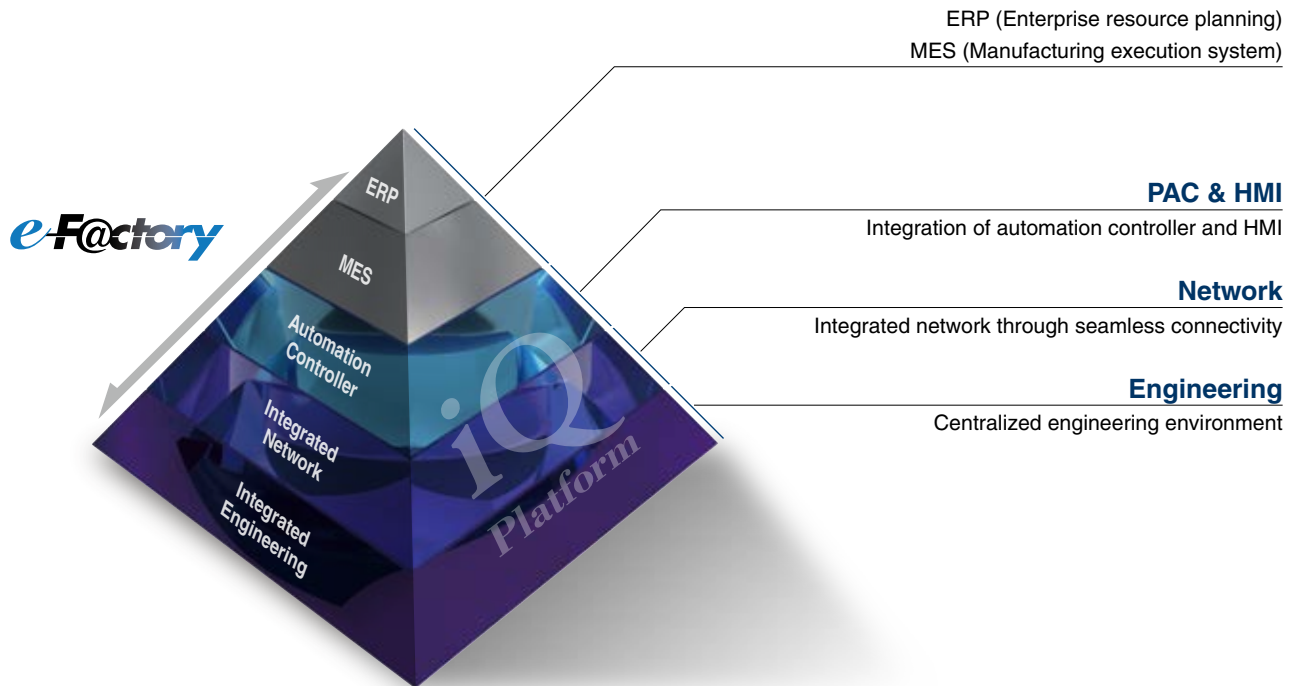 ERP (Enterprise resource planning)
MES (Manufacturing execution system)
PAC & HMI
Integration of automation controller and HMI
Network
Integrated network through seamless connectivity
Engineering
Centralized engineering environment
e-F@ctory
ERP
MES
Automation
Controller
Integrated
Network
Integrated
Engineering
iQ
Platform